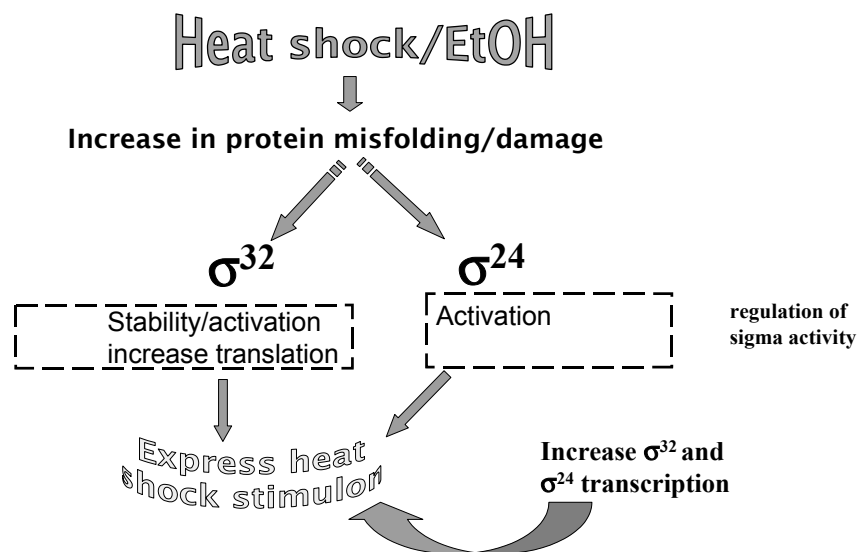 Heat shock/EtOH
Increase in protein misfolding/damage
σ32
σ24
Stability/activation
increase translation
Activation
regulation of
sigma activity
Express heat
shock stimulon
Increase σ32 and
σ24 transcription